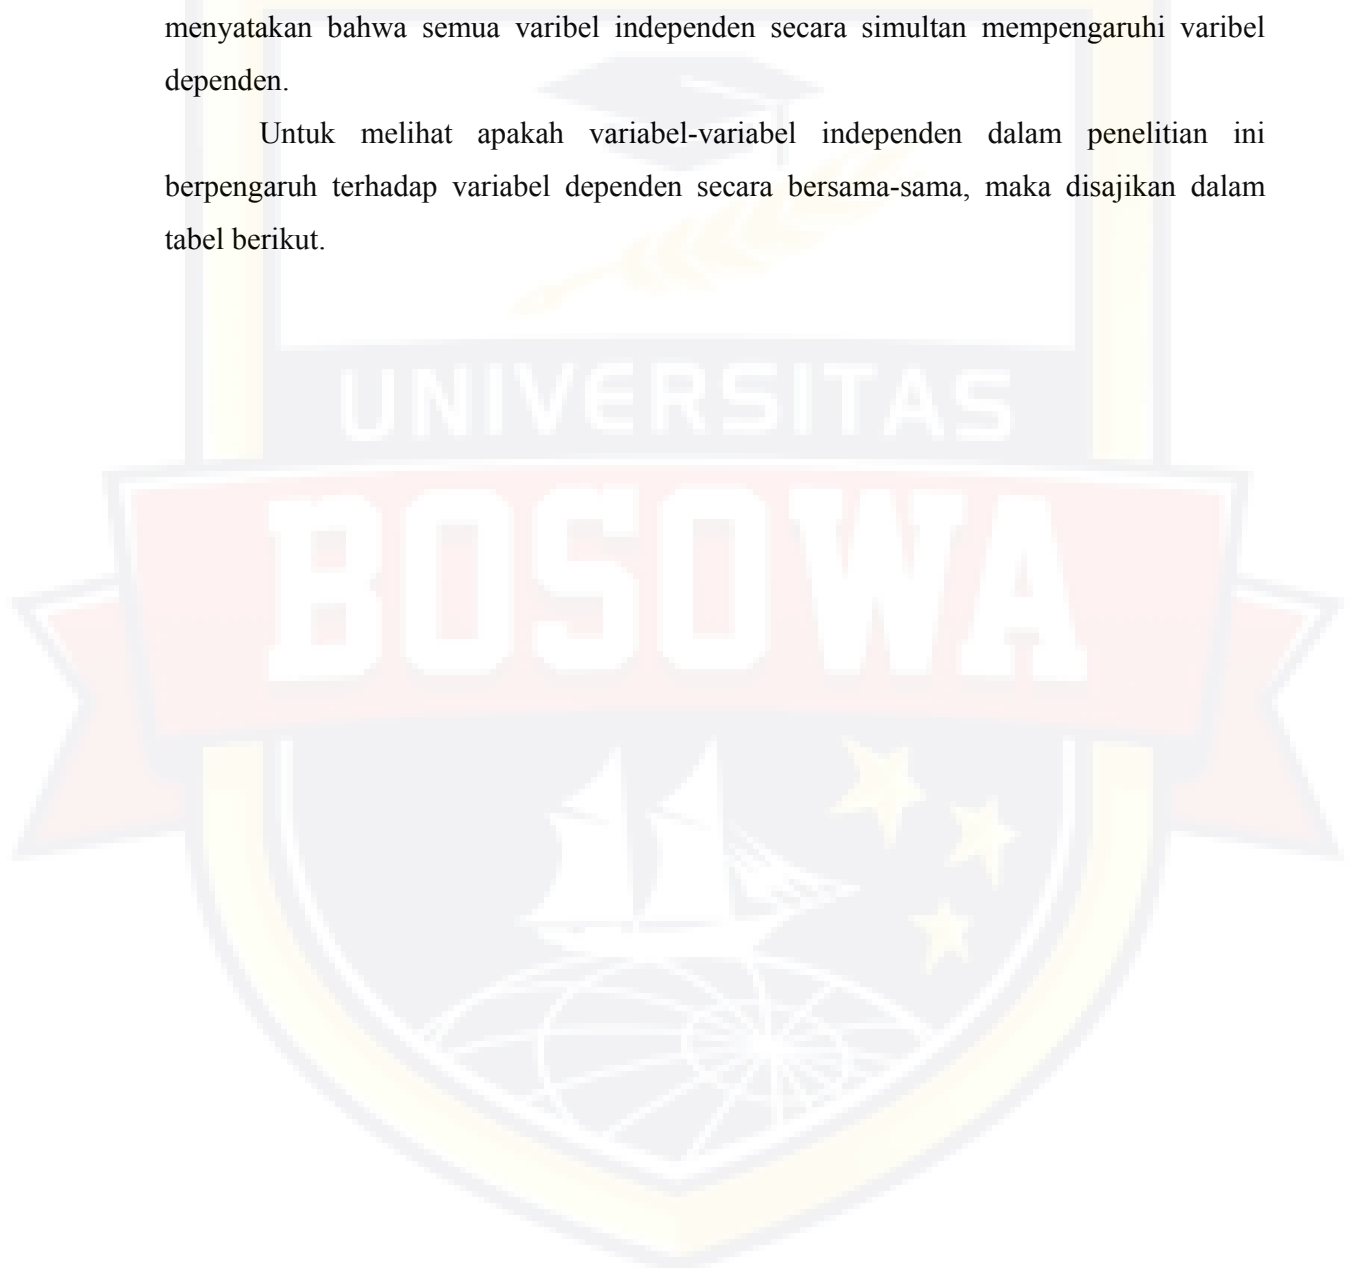 menyatakan bahwa semua varibel independen secara simultan mempengaruhi varibel
dependen.
Untuk melihat apakah variabel-variabel independen dalam penelitian ini
berpengaruh terhadap variabel dependen secara bersama-sama, maka disajikan dalam
tabel berikut.
UNIVERSITAS
BOSOWA